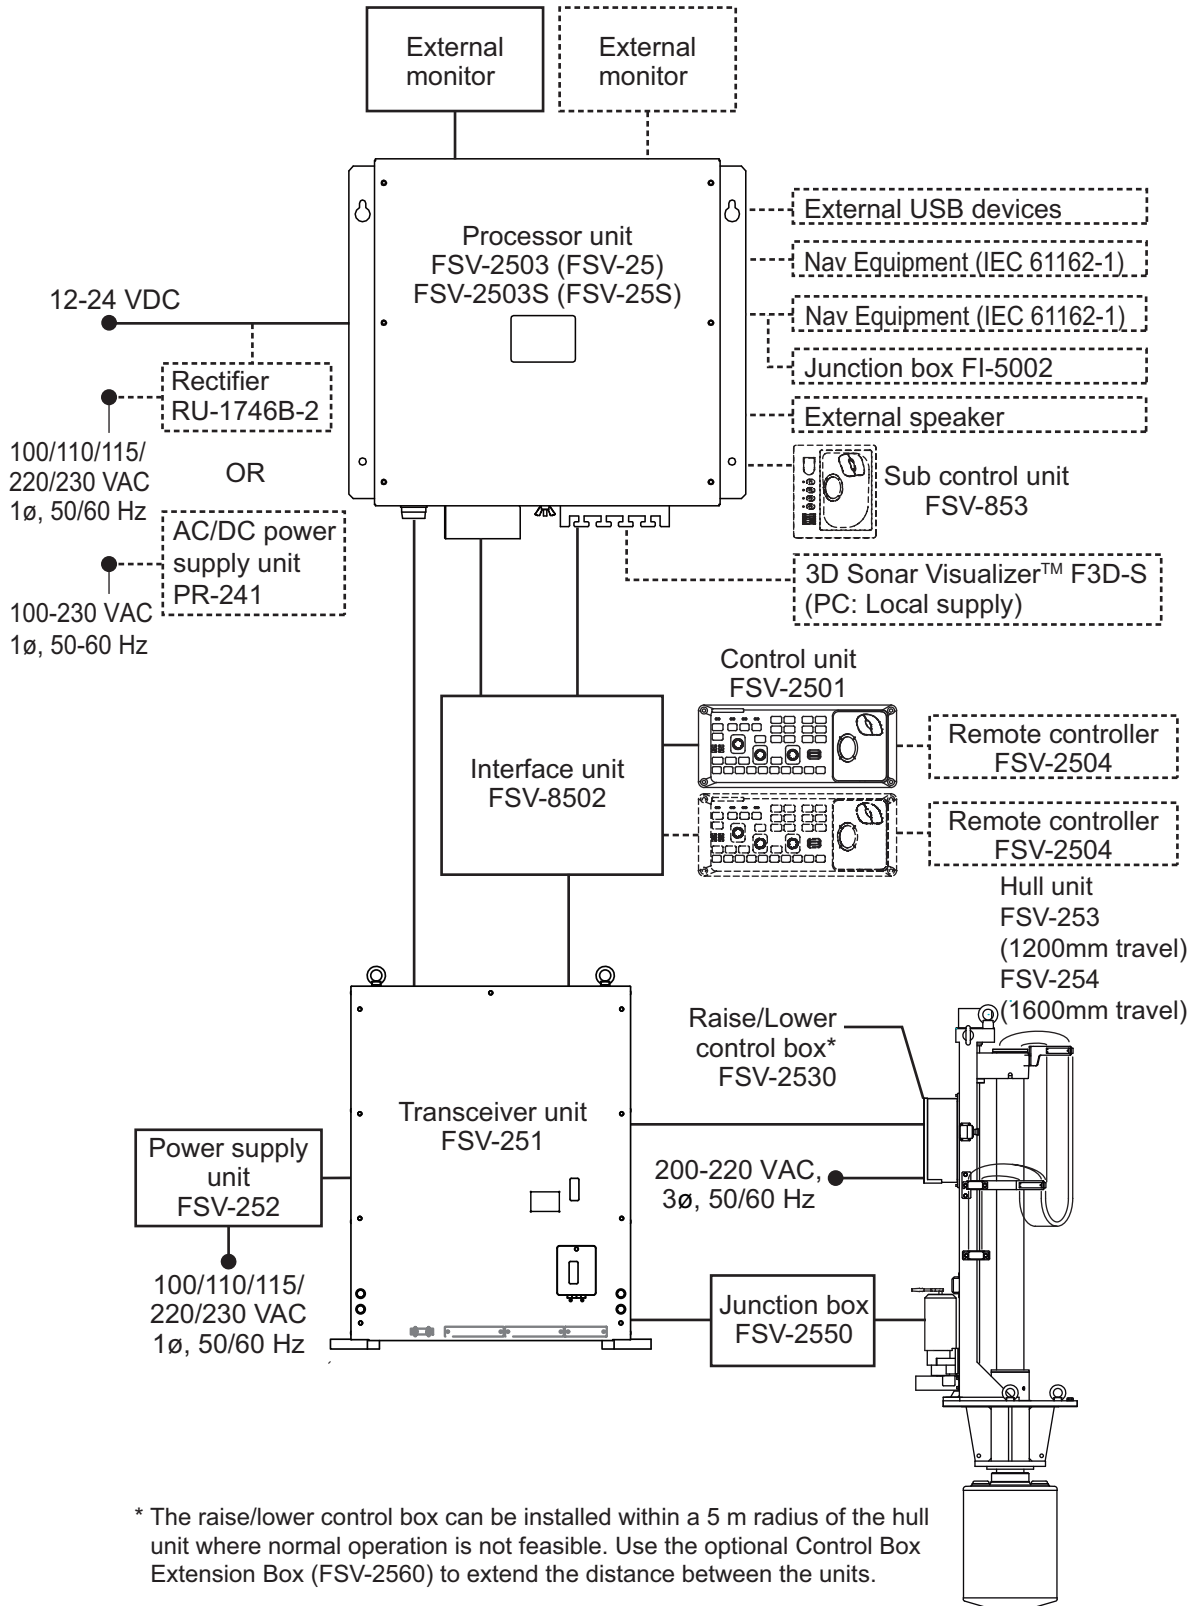 External
monitor
External
monitor
Processor unit
FSV-2503 (FSV-25)
FSV-2503S (FSV-25S)
External USB devices
Nav Equipment (IEC 61162-1)
Nav Equipment (IEC 61162-1)
Junction box FI-5002
External speaker
Sub control unit
FSV-853
3D Sonar Visualizer™ F3D-S
(PC: Local supply)
12-24 VDC
Rectifier
RU-1746B-2
100/110/115/
220/230 VAC
1ø, 50/60 Hz
OR
AC/DC power
supply unit
PR-241
100-230 VAC
1ø, 50-60 Hz
Control unit
FSV-2501
Remote controller
FSV-2504
Interface unit
FSV-8502
Remote controller
FSV-2504
Hull unit
FSV-253
(1200mm travel)
FSV-254
(1600mm travel)
Raise/Lower
control box*
FSV-2530
Transceiver unit
FSV-251
Power supply
unit
FSV-252
200-220 VAC,
3ø, 50/60 Hz
100/110/115/
220/230 VAC
1ø, 50/60 Hz
Junction box
FSV-2550
* The raise/lower control box can be installed within a 5 m radius of the hull
unit where normal operation is not feasible. Use the optional Control Box
Extension Box (FSV-2560) to extend the distance between the units.